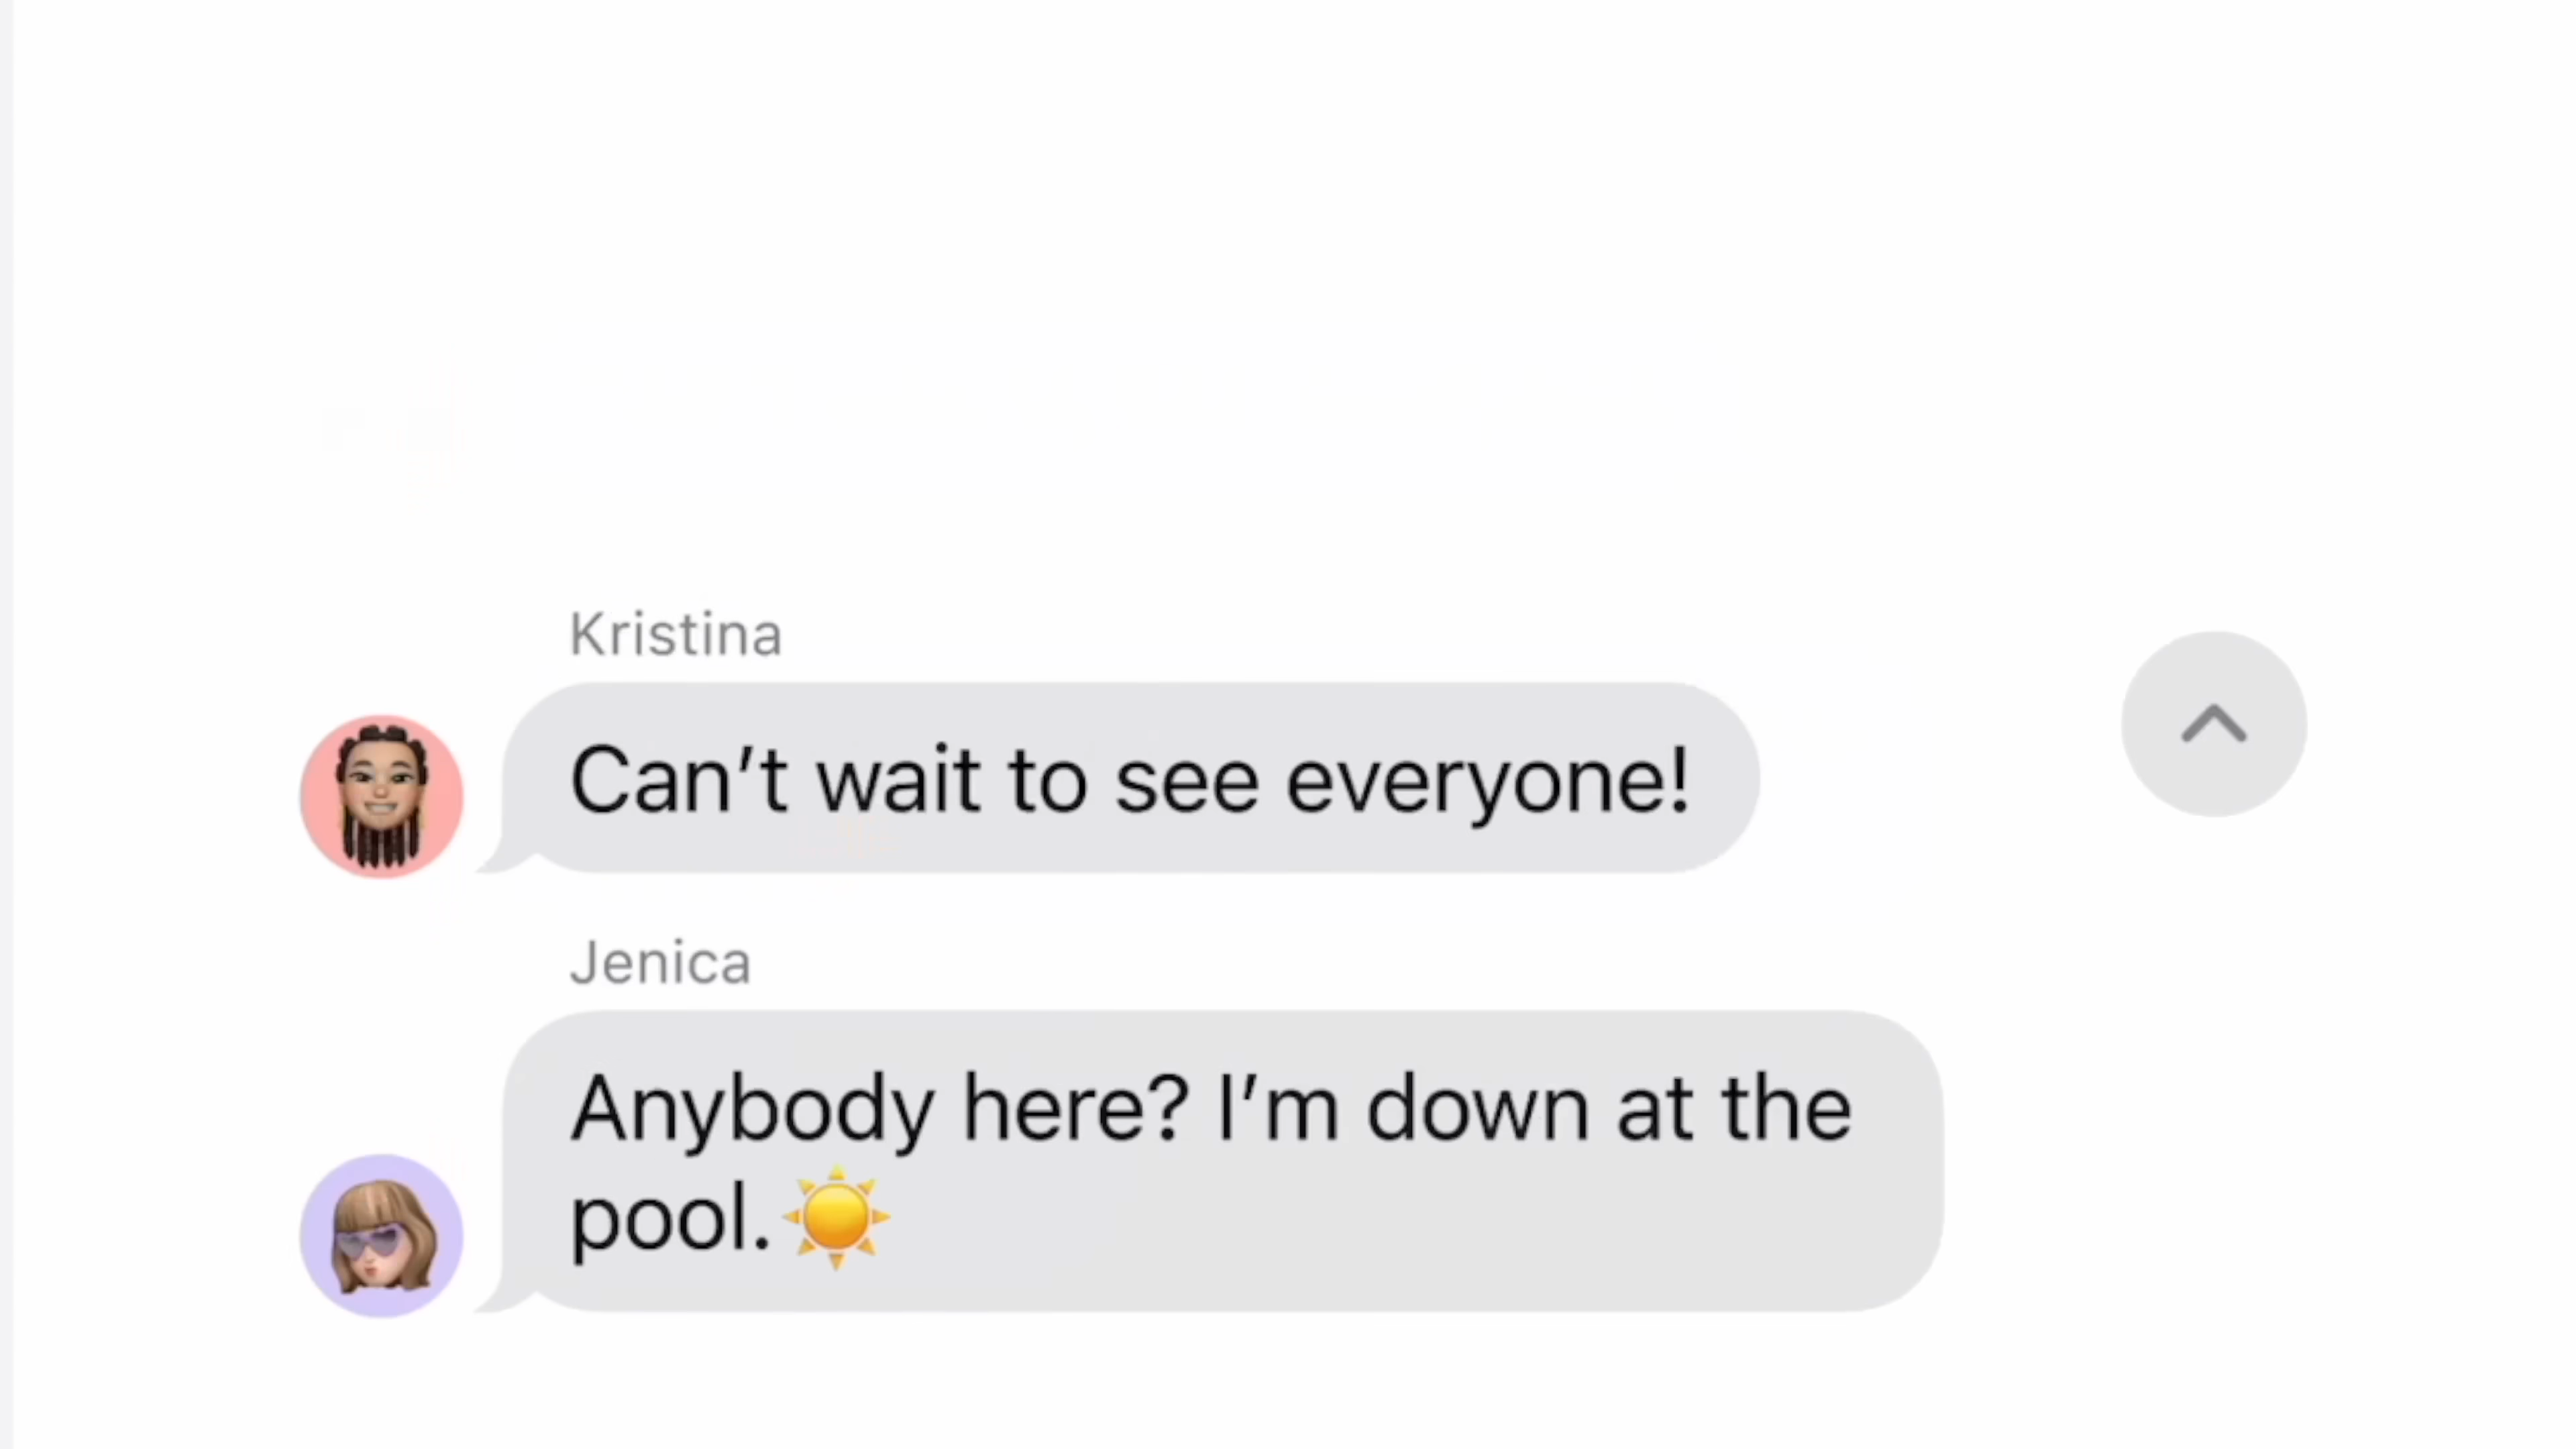 Kristina
Can’t wait to see everyone!
Jenica
Anybody here? I’m down at the
pool.☀️